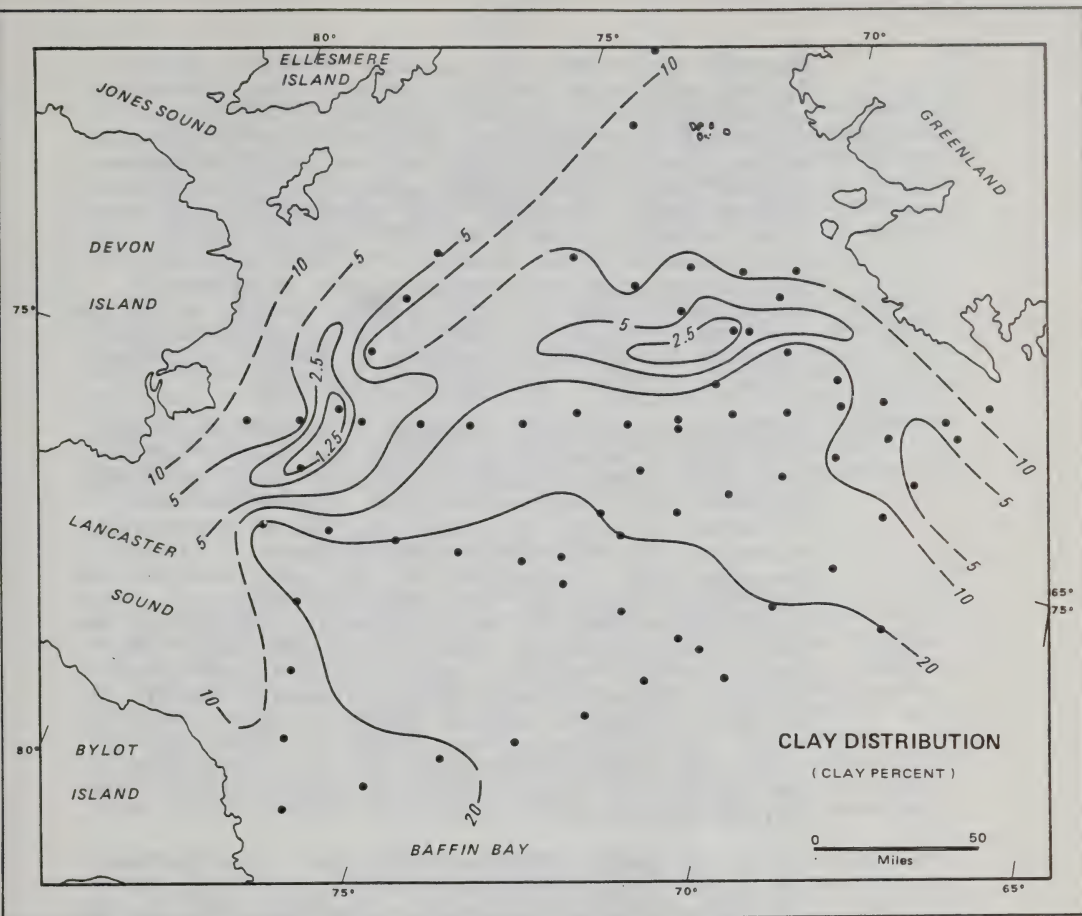 80°
75°
70°
ELLESMERE
ISLAND
JONES SOUND
10
GREENLAND
DEVON
ISLAND
10
5
5
75°
5
2.5
2.5
1.25
10
5
10
5
5
LANCASTER
SOUND
5
10
65°
75°
20
10
80°
BYLOT
ISLAND
CLAY DISTRIBUTION
( CLAY PERCENT )
20
BAFFIN BAY
0
50
Miles
75°
70°
65°